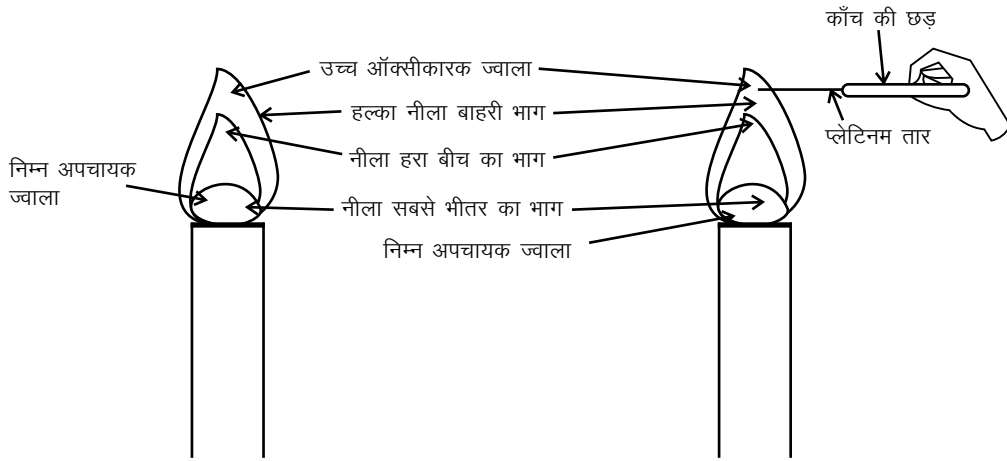 काँच की छड़
उच्च ऑक्सीकारक ज्वाला
हल्का नीला बाहरी भाग
प्लेटिनम तार
नीला हरा बीच का भाग
निम्न अपचायक
ज्वाला
नीला सबसे भीतर का भाग
निम्न अपचायक ज्वाला